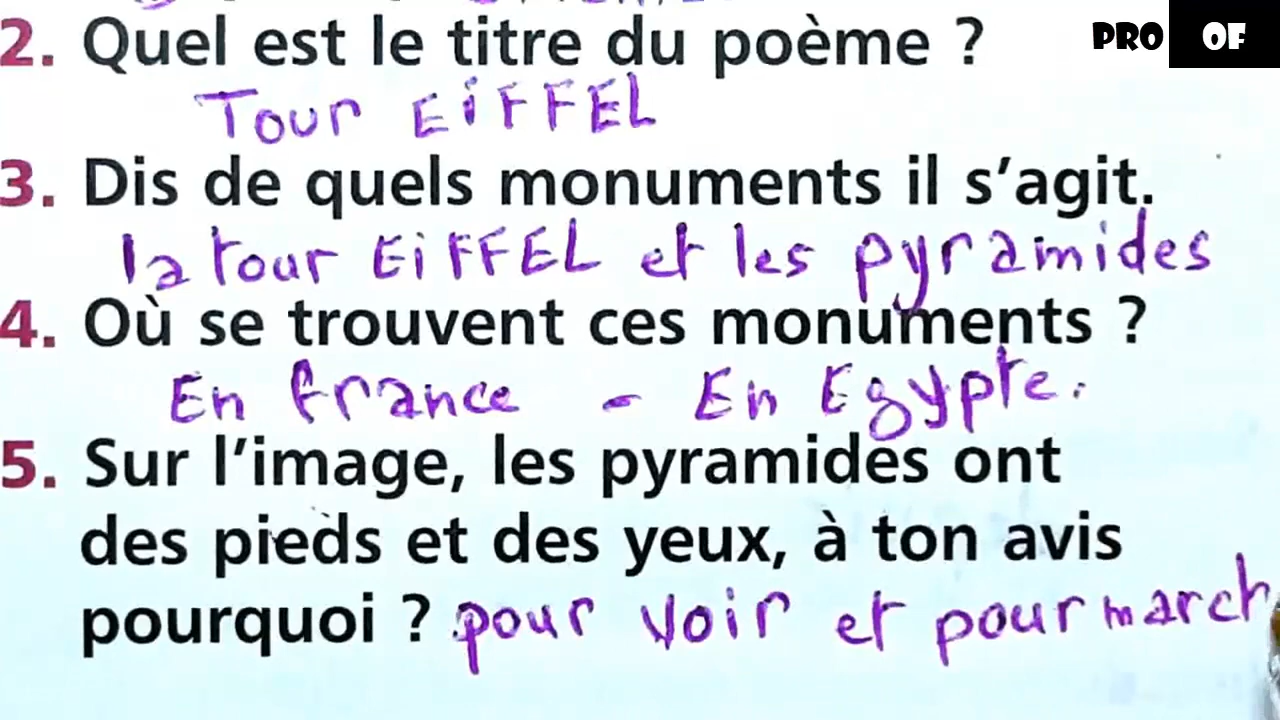 PRO OF
2. Quel est le titre du poème ?
Tour EiFFEL
3. Dis de quels monuments il s'agit.
la tour EiFFEL et les pyramides
4. Où se trouvent ces monuments ?
En france - En Egypte.
5. Sur l'image, les pyramides ont
des pieds et des yeux, à ton avis
pourquoi ? pour voir et pour march